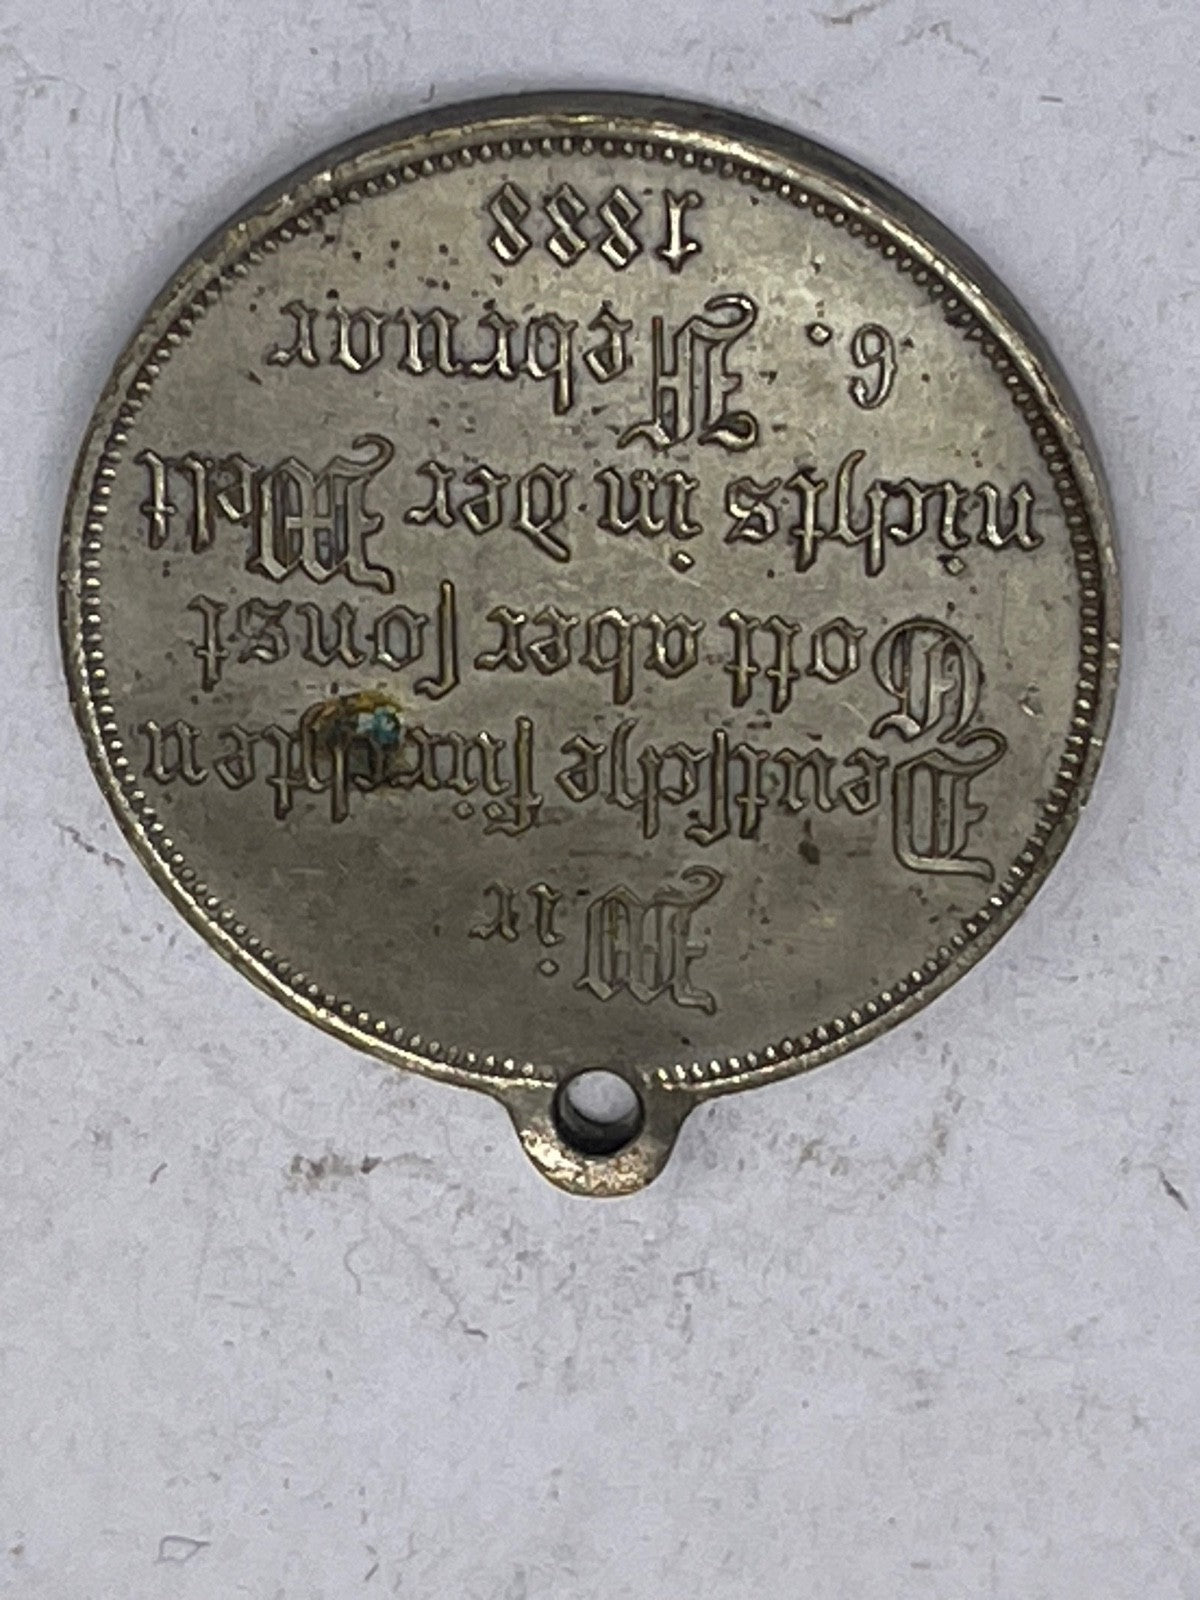 Wir
Deutsche fürchten
Gott aber sonst
nichts in der Welt
6. Februar
1888